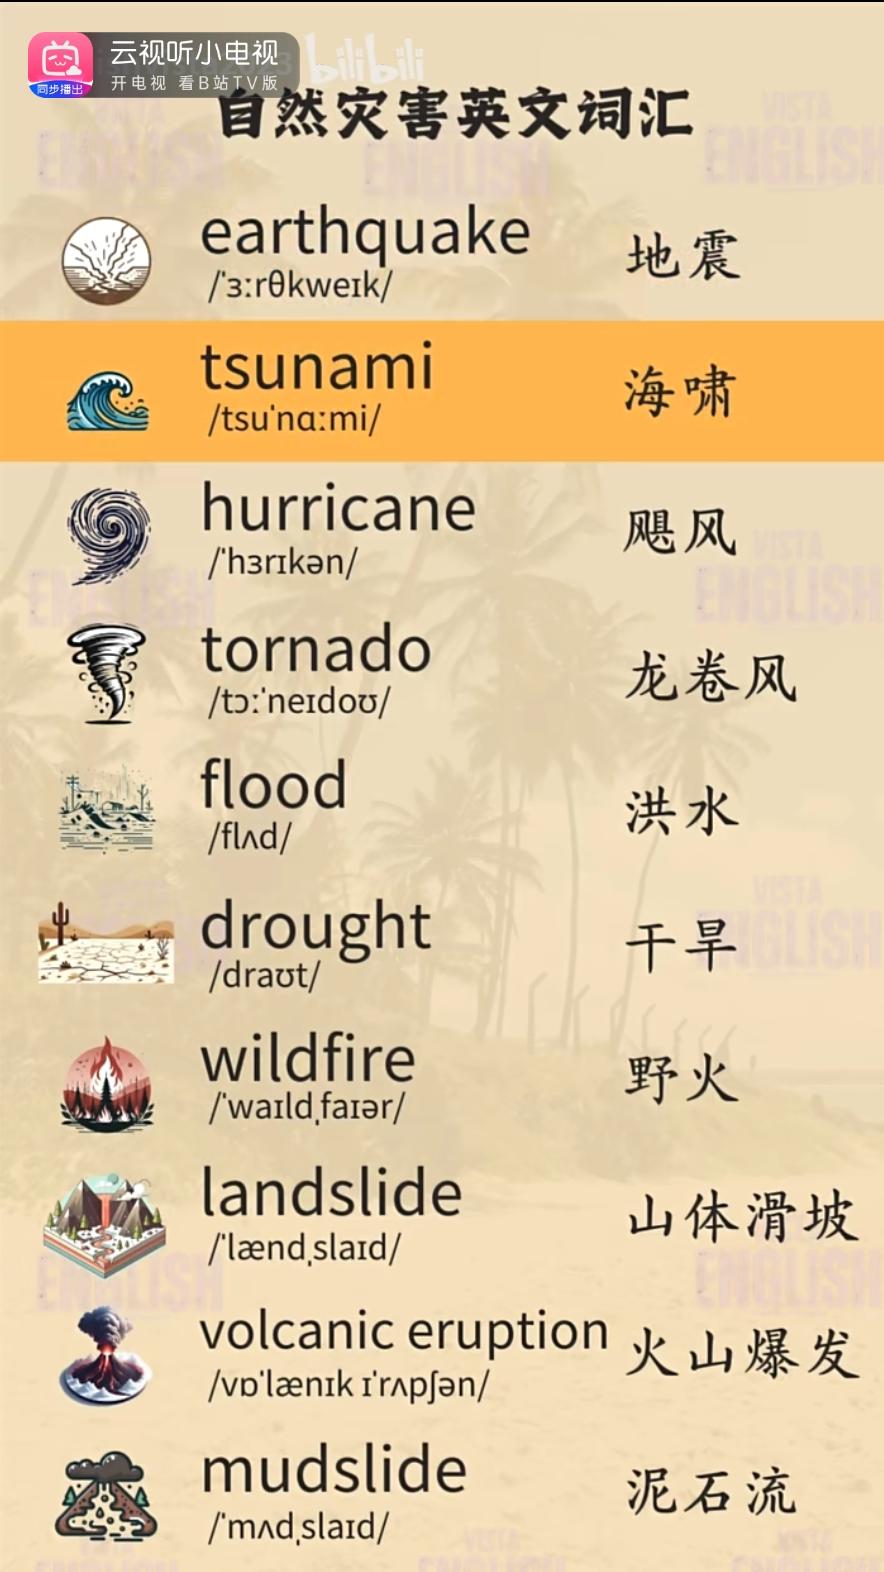 云视听小电视
开电视 看B站TV版
同步播出
bilibili
自然灾害英文词汇
VISTA
ENGLISH
earthquake
/ˈɜːrθkweɪk/
地震
tsunami
/tsuˈnɑːmi/
海啸
hurricane
/ˈhɜrɪkən/
飓风
tornado
/tɔːˈneɪdoʊ/
龙卷风
flood
/flʌd/
洪水
drought
/draʊt/
干旱
wildfire
/ˈwaɪldˌfaɪər/
野火
landslide
/ˈlændˌslaɪd/
山体滑坡
volcanic eruption
/vɒˈlænɪk ɪˈrʌpʃən/
火山爆发
mudslide
/ˈmʌdˌslaɪd/
泥石流